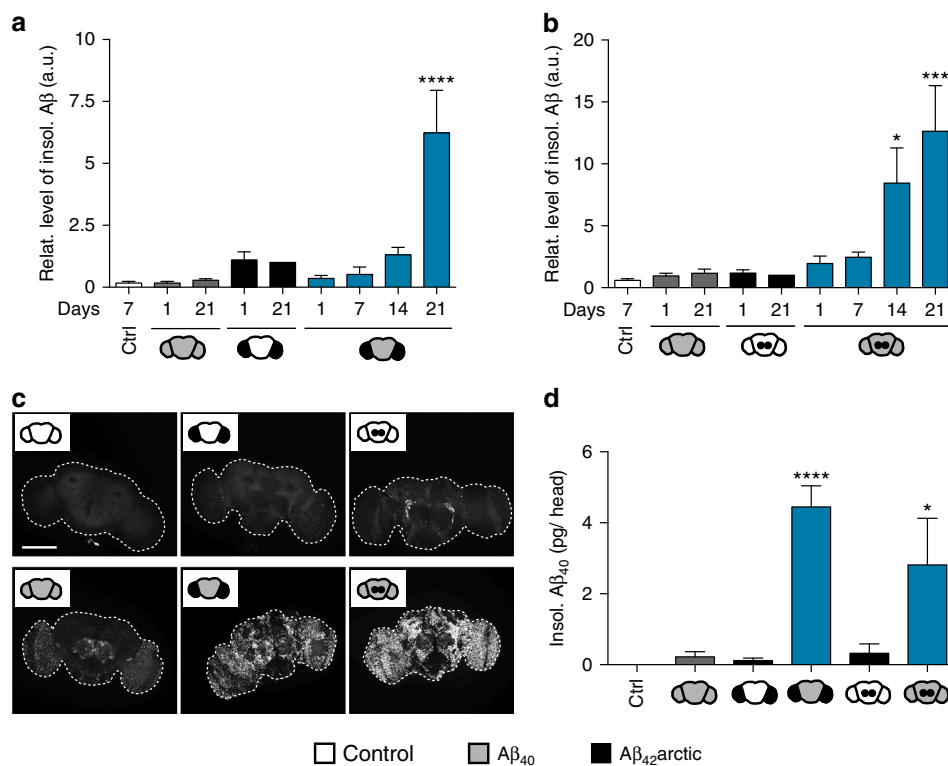 a
Relat. level of insol. Aβ (a.u.)
10
7.5
5
2.5
0
****
Days 7 1 21 1 21 1 7 14 21
Ctrl
b
Relat. level of insol. Aβ (a.u.)
20
15
10
5
0
* ***
Days 7 1 21 1 21 1 7 14 21
Ctrl
c
d
Insol. Aβ40 (pg/ head)
6
4
2
0
**** *
Ctrl
Control Aβ40 Aβ42arctic